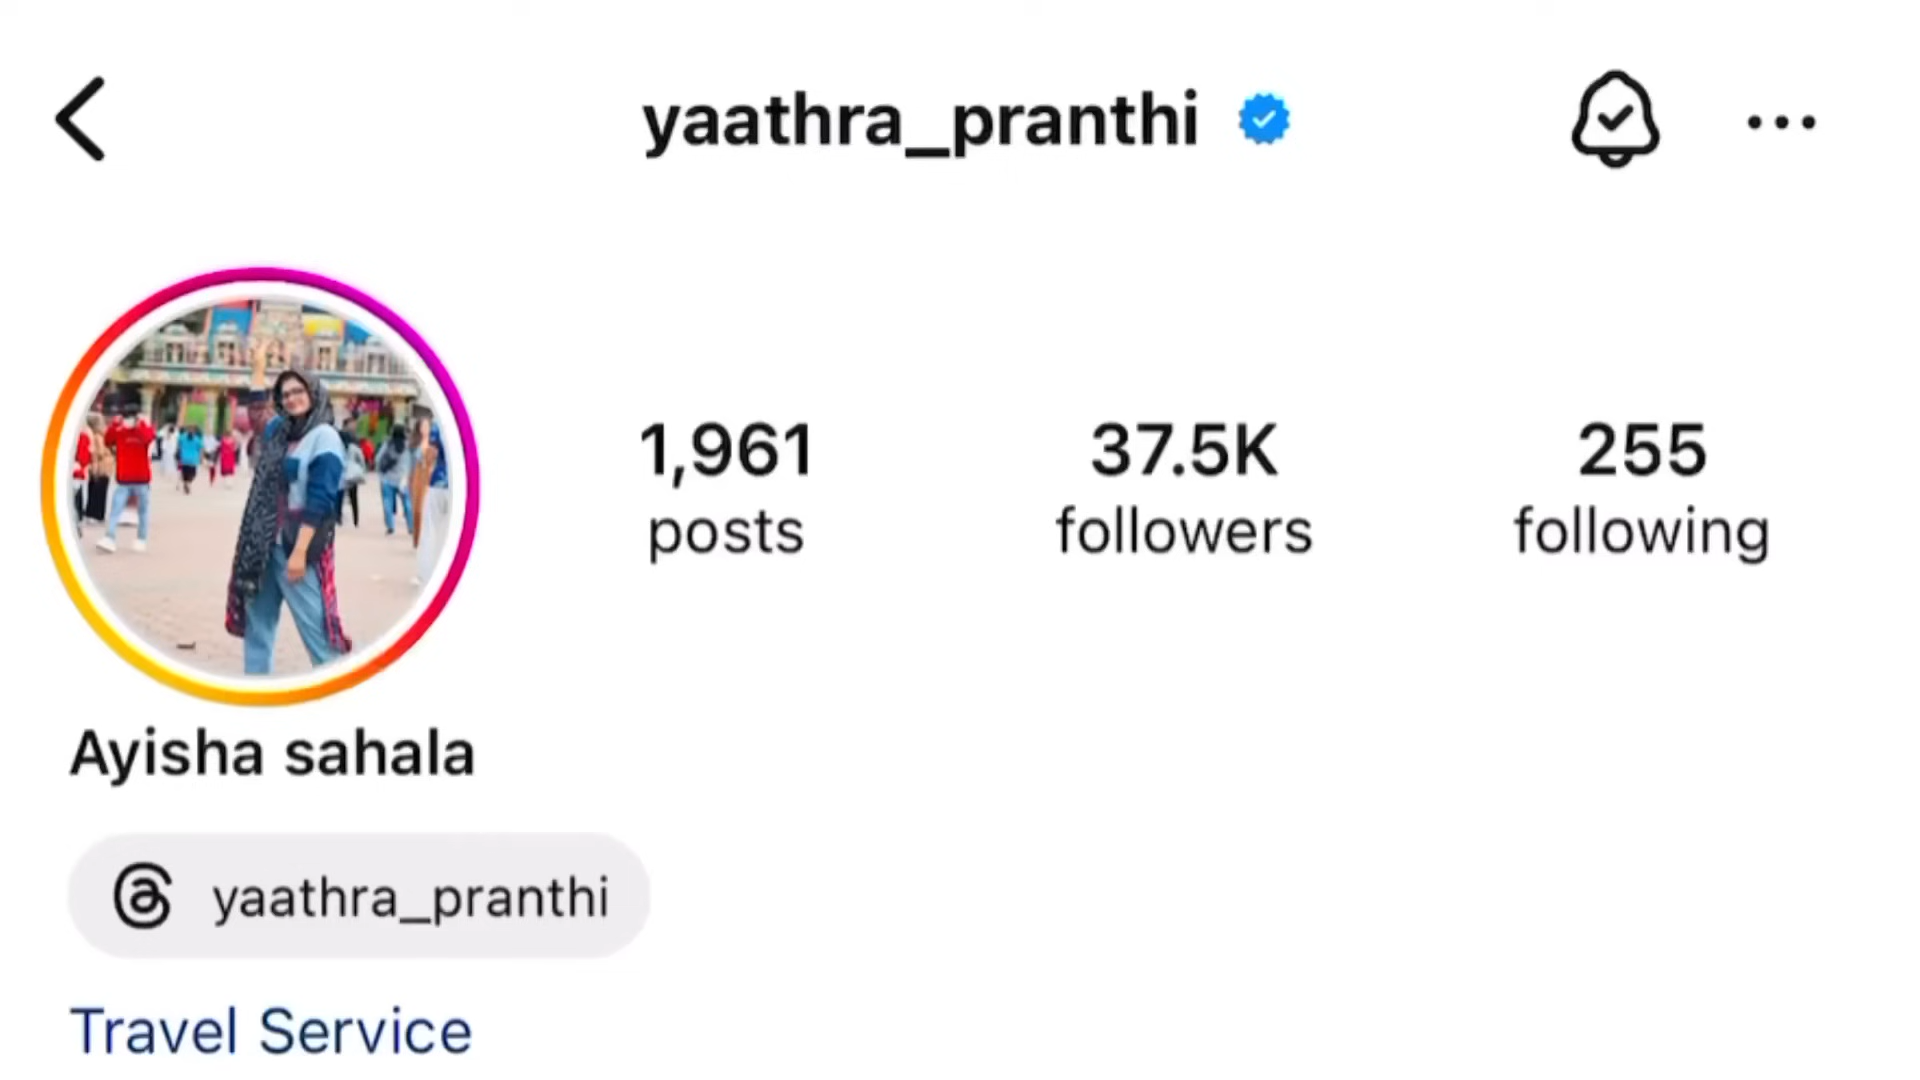 yaathra_pranthi
1,961 37.5K 255
posts followers following
Ayisha sahala
yaathra_pranthi
Travel Service